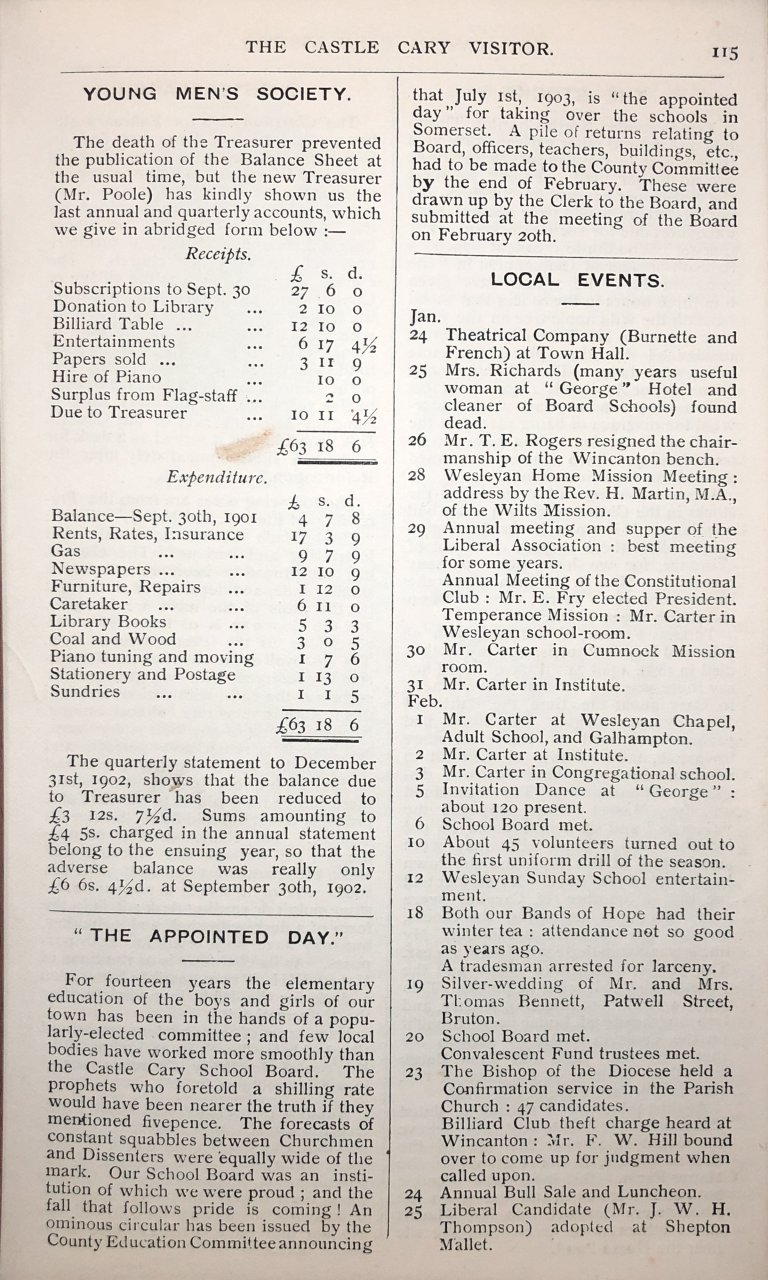 THE CASTLE CARY VISITOR. 115
YOUNG MEN'S SOCIETY.
The death of the Treasurer prevented
the publication of the Balance Sheet at
the usual time, but the new Treasurer
(Mr. Poole) has kindly shown us the
last annual and quarterly accounts, which
we give in abridged form below :—
Receipts.
£ s. d.
Subscriptions to Sept. 30 27 6 0
Donation to Library ... 2 10 0
Billiard Table ... ... 12 10 0
Entertainments ... 6 17 4½
Papers sold ... ... 3 11 9
Hire of Piano ... 10 0
Surplus from Flag-staff ... 2 0
Due to Treasurer ... 10 11 4½
£63 18 6
Expenditure.
£ s. d.
Balance—Sept. 30th, 1901 4 7 8
Rents, Rates, Insurance 17 3 9
Gas ... ... 9 7 9
Newspapers ... ... 12 10 9
Furniture, Repairs ... 1 12 0
Caretaker ... ... 6 11 0
Library Books ... 5 3 3
Coal and Wood ... 3 0 5
Piano tuning and moving 1 7 6
Stationery and Postage 1 13 0
Sundries ... ... 1 1 5
£63 18 6
The quarterly statement to December
31st, 1902, shows that the balance due
to Treasurer has been reduced to
£3 12s. 7½d. Sums amounting to
£4 5s. charged in the annual statement
belong to the ensuing year, so that the
adverse balance was really only
£6 6s. 4½d. at September 30th, 1902.
"THE APPOINTED DAY."
For fourteen years the elementary
education of the boys and girls of our
town has been in the hands of a popu-
larly-elected committee ; and few local
bodies have worked more smoothly than
the Castle Cary School Board. The
prophets who foretold a shilling rate
would have been nearer the truth if they
mentioned fivepence. The forecasts of
constant squabbles between Churchmen
and Dissenters were equally wide of the
mark. Our School Board was an insti-
tution of which we were proud ; and the
fall that follows pride is coming ! An
ominous circular has been issued by the
County Education Committee announcing
that July 1st, 1903, is "the appointed
day" for taking over the schools in
Somerset. A pile of returns relating to
Board, officers, teachers, buildings, etc.,
had to be made to the County Committee
by the end of February. These were
drawn up by the Clerk to the Board, and
submitted at the meeting of the Board
on February 20th.
LOCAL EVENTS.
Jan.
24 Theatrical Company (Burnette and
French) at Town Hall.
25 Mrs. Richards (many years useful
woman at "George" Hotel and
cleaner of Board Schools) found
dead.
26 Mr. T. E. Rogers resigned the chair-
manship of the Wincanton bench.
28 Wesleyan Home Mission Meeting :
address by the Rev. H. Martin, M.A.,
of the Wilts Mission.
29 Annual meeting and supper of the
Liberal Association : best meeting
for some years.
Annual Meeting of the Constitutional
Club : Mr. E. Fry elected President.
Temperance Mission : Mr. Carter in
Wesleyan school-room.
30 Mr. Carter in Cumnock Mission
room.
31 Mr. Carter in Institute.
Feb.
1 Mr. Carter at Wesleyan Chapel,
Adult School, and Galhampton.
2 Mr. Carter at Institute.
3 Mr. Carter in Congregational school.
5 Invitation Dance at "George" :
about 120 present.
6 School Board met.
10 About 45 volunteers turned out to
the first uniform drill of the season.
12 Wesleyan Sunday School entertain-
ment.
18 Both our Bands of Hope had their
winter tea : attendance not so good
as years ago.
A tradesman arrested for larceny.
19 Silver-wedding of Mr. and Mrs.
Thomas Bennett, Patwell Street,
Bruton.
20 School Board met.
Convalescent Fund trustees met.
23 The Bishop of the Diocese held a
Confirmation service in the Parish
Church : 47 candidates.
Billiard Club theft charge heard at
Wincanton : Mr. F. W. Hill bound
over to come up for judgment when
called upon.
24 Annual Bull Sale and Luncheon.
25 Liberal Candidate (Mr. J. W. H.
Thompson) adopted at Shepton
Mallet.